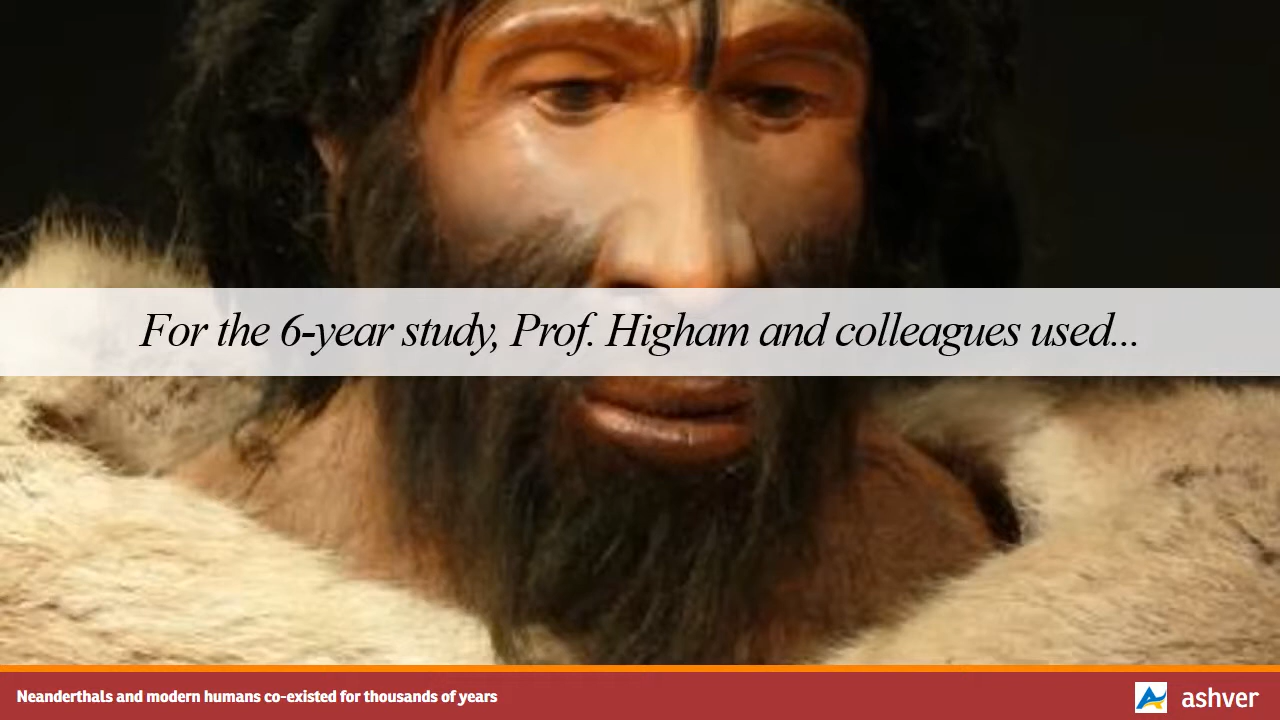 For the 6-year study, Prof. Higham and colleagues used...
Neanderthals and modern humans co-existed for thousands of years
ashver